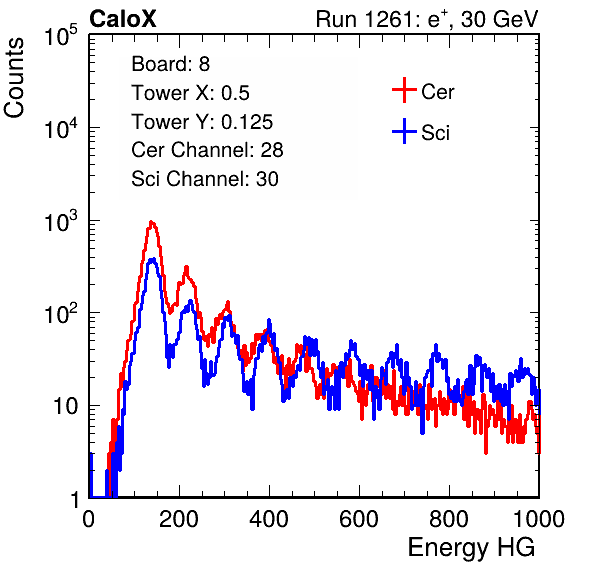 CaloX Run 1261: e⁺, 30 GeV
Counts
Board: 8
Tower X: 0.5
Tower Y: 0.125
Cer Channel: 28
Sci Channel: 30
Cer
Sci
10⁵
10⁴
10³
10²
10
1
0 200 400 600 800 1000
Energy HG